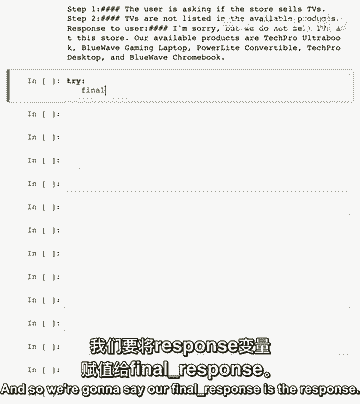 Step 1:#### The user is asking if the store sells TVs.
Step 2:#### TVs are not listed in the available products.
Response to user:#### I'm sorry, but we do not sell TVs a
t this store. Our available products are TechPro Ultraboo
k, BlueWave Gaming Laptop, PowerLite Convertible, TechPro
Desktop, and BlueWave Chromebook.
In [ ]: try:
final
In [ ]:
In [ ]:
In [ ]:
In [ ]:
In [ ]:
In [ ]:
In [ ]:
In [ ]:
In [ ]:
In [ ]:
我们要将response变量
In [ ]:
赋值给final_response。
And so we're gonna say our final_response is the response.